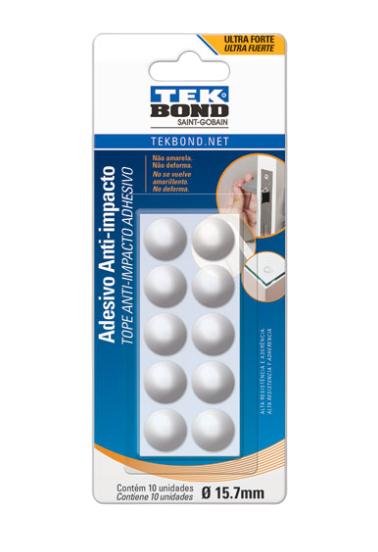 ULTRA FORTE
ULTRA FUERTE
TEK
BOND
SAINT-GOBAIN
TEKBOND.NET
Não amarela.
Não deforma.
No se vuelve
amarillento.
No deforma.
Adesivo Anti-impacto
TOPE ANTI-IMPACTO ADHESIVO
ALTA RESISTÊNCIA E ADERÊNCIA
ALTA RESISTENCIA Y ADHERENCIA
Contém 10 unidades
Contiene 10 unidades
Ø 15.7mm